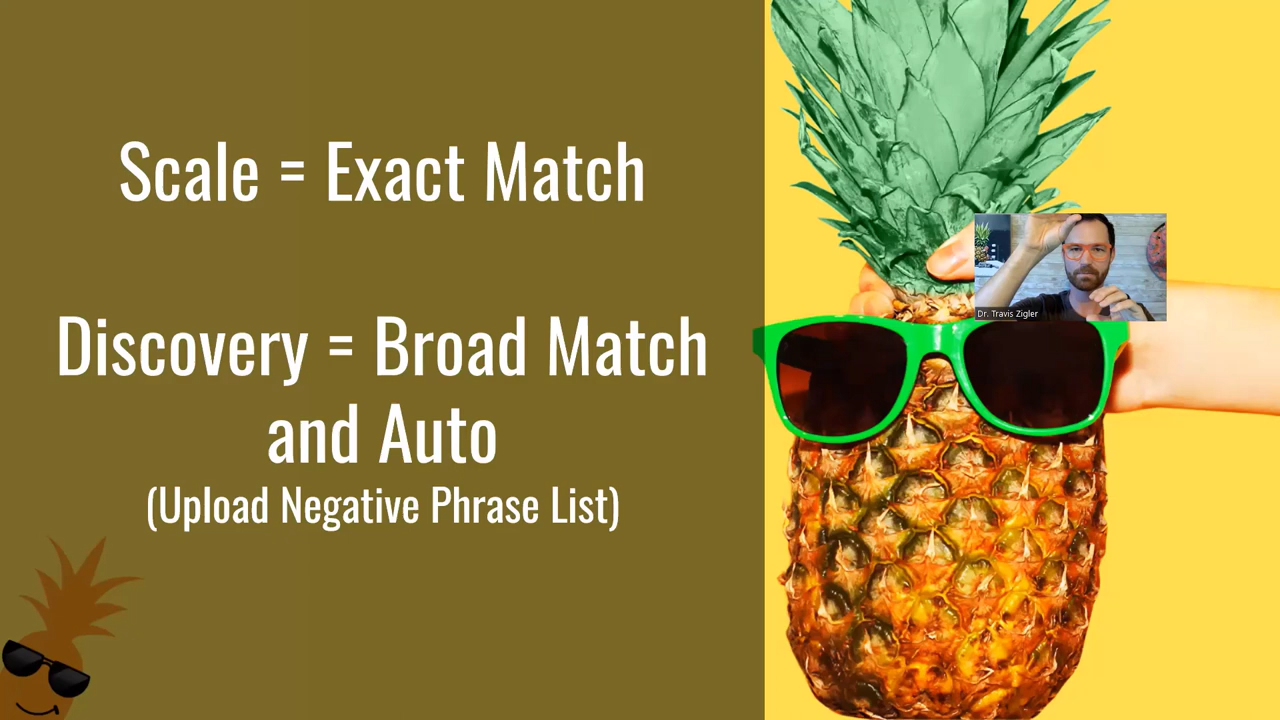 Scale = Exact Match
Discovery = Broad Match
and Auto
(Upload Negative Phrase List)
Dr. Travis Zigler